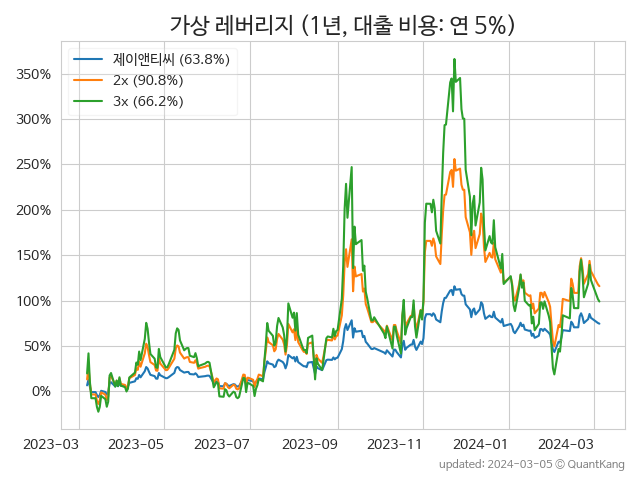 가상 레버리지 (1년, 대출 비용: 연 5%)
제이앤티씨 (63.8%)
2x (90.8%)
3x (66.2%)
350%
300%
250%
200%
150%
100%
50%
0%
2023-03 2023-05 2023-07 2023-09 2023-11 2024-01 2024-03
updated: 2024-03-05 © QuantKang